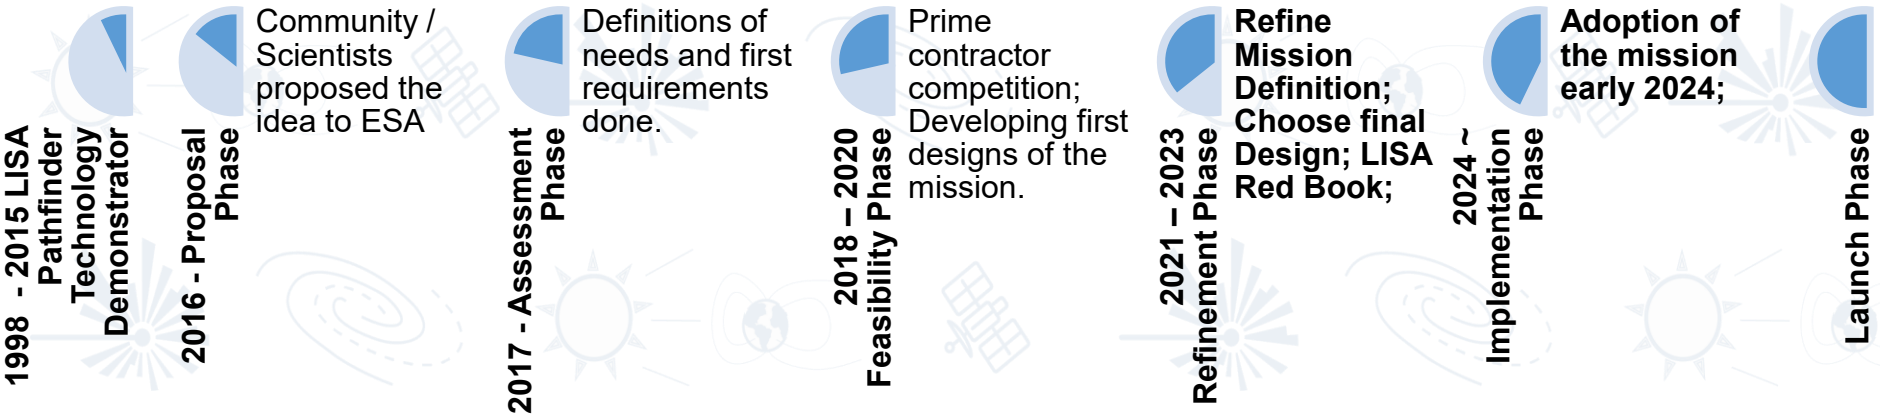 1998 - 2015 LISA
Pathfinder
Technology
Demonstrator
2016 - Proposal
Phase
Community /
Scientists
proposed the
idea to ESA
2017 - Assessment
Phase
Definitions of
needs and first
requirements
done.
2018 – 2020
Feasibility Phase
Prime
contractor
competition;
Developing first
designs of the
mission.
2021 – 2023
Refinement Phase
Refine
Mission
Definition;
Choose final
Design; LISA
Red Book;
2024 ~
Implementation
Phase
Adoption of
the mission
early 2024;
Launch Phase